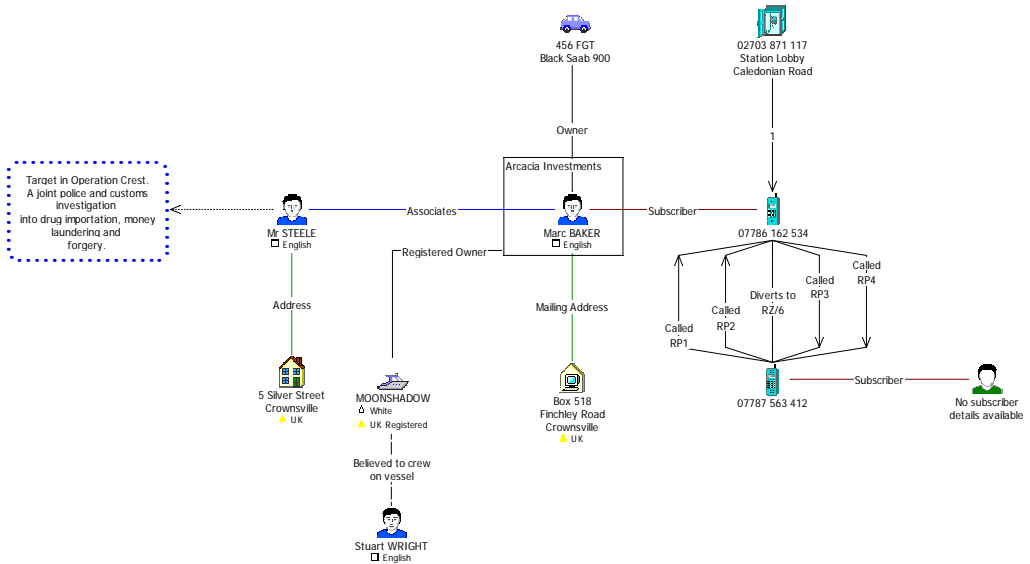 456 FGT
Black Saab 900
02703 871 117
Station Lobby
Caledonian Road
Owner
1
Arcacia Investments
Target in Operation Crest.
A joint police and customs
investigation
into drug importation, money
laundering and
forgery.
Associates
Subscriber
Mr STEELE
English
Marc BAKER
English
07786 162 534
Registered Owner
Address
Mailing Address
Called
RP1
Called
RP2
Diverts to
RZ/6
Called
RP3
Called
RP4
5 Silver Street
Crownsville
UK
MOONSHADOW
White
UK Registered
Box 518
Finchley Road
Crownsville
UK
07787 563 412
Subscriber
No subscriber
details available
Believed to crew
on vessel
Stuart WRIGHT
English